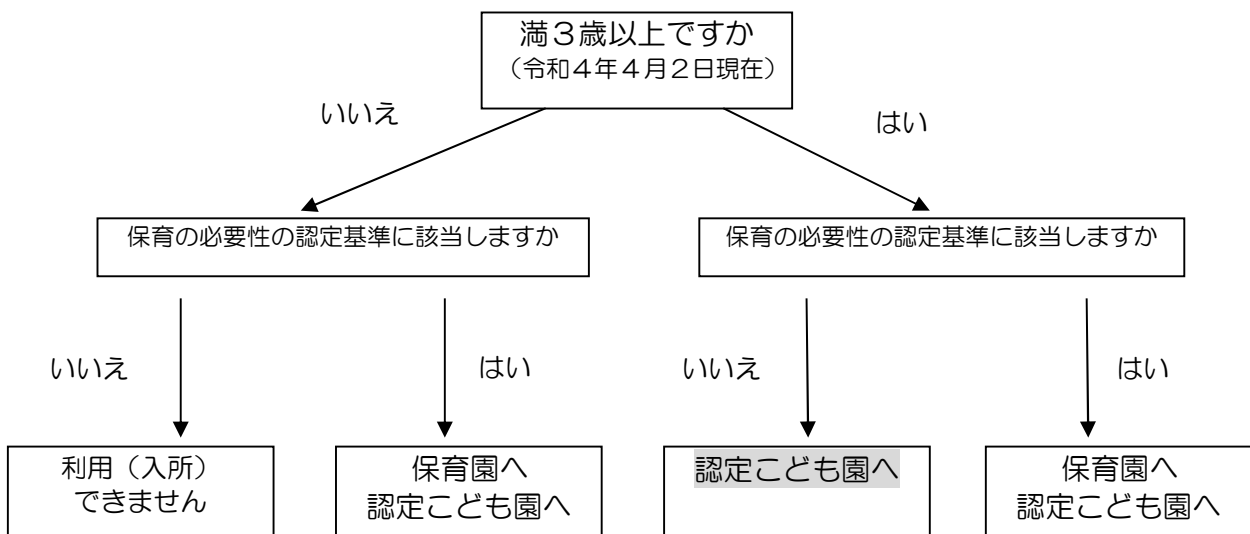 満３歳以上ですか
（令和４年４月２日現在）
いいえ
はい
保育の必要性の認定基準に該当しますか
保育の必要性の認定基準に該当しますか
いいえ
はい
いいえ
はい
利用（入所）
できません
保育園へ
認定こども園へ
認定こども園へ
保育園へ
認定こども園へ